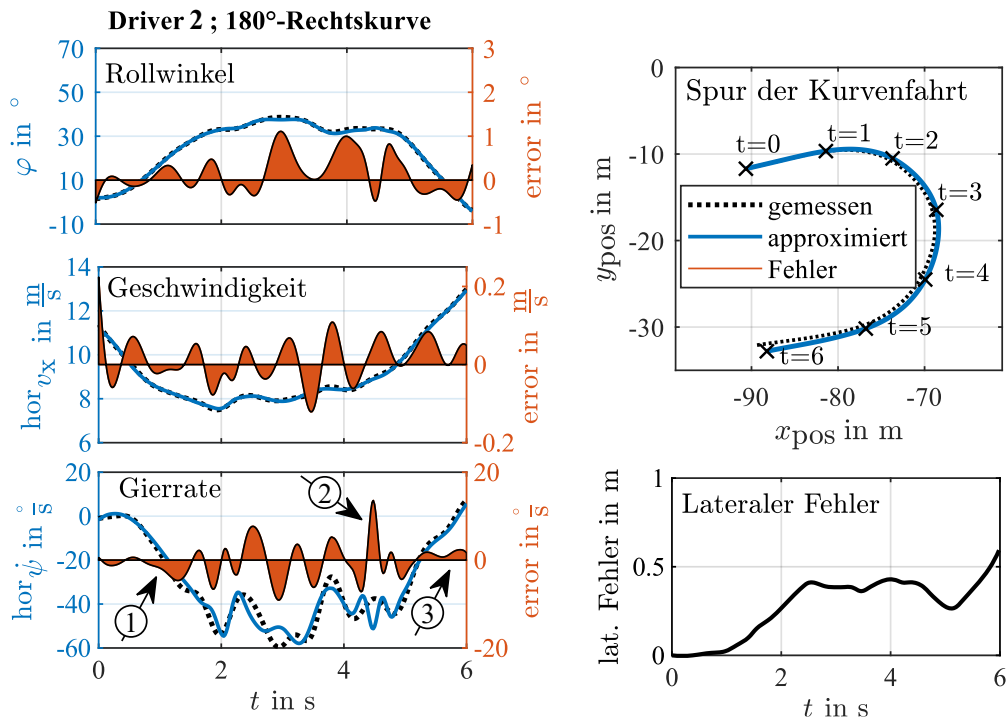 Driver 2 ; 180°-Rechtskurve
Rollwinkel
φ in °
70
50
30
10
-10
3
2
1
0
-1
error in °
Geschwindigkeit
hor v_x in m/s
14
12
10
8
6
0.2
0
-0.2
error in m/s
Gierrate
hor ψ̇ in °/s
20
0
-20
-40
-60
20
0
-20
error in °/s
1
2
3
0 2 4 6
t in s
Spur der Kurvenfahrt
y_pos in m
0
-10
-20
-30
t=0
t=1
t=2
t=3
t=4
t=5
t=6
gemessen
approximiert
Fehler
-90 -80 -70
x_pos in m
Lateraler Fehler
lat. Fehler in m
1
0.5
0
0 2 4 6
t in s